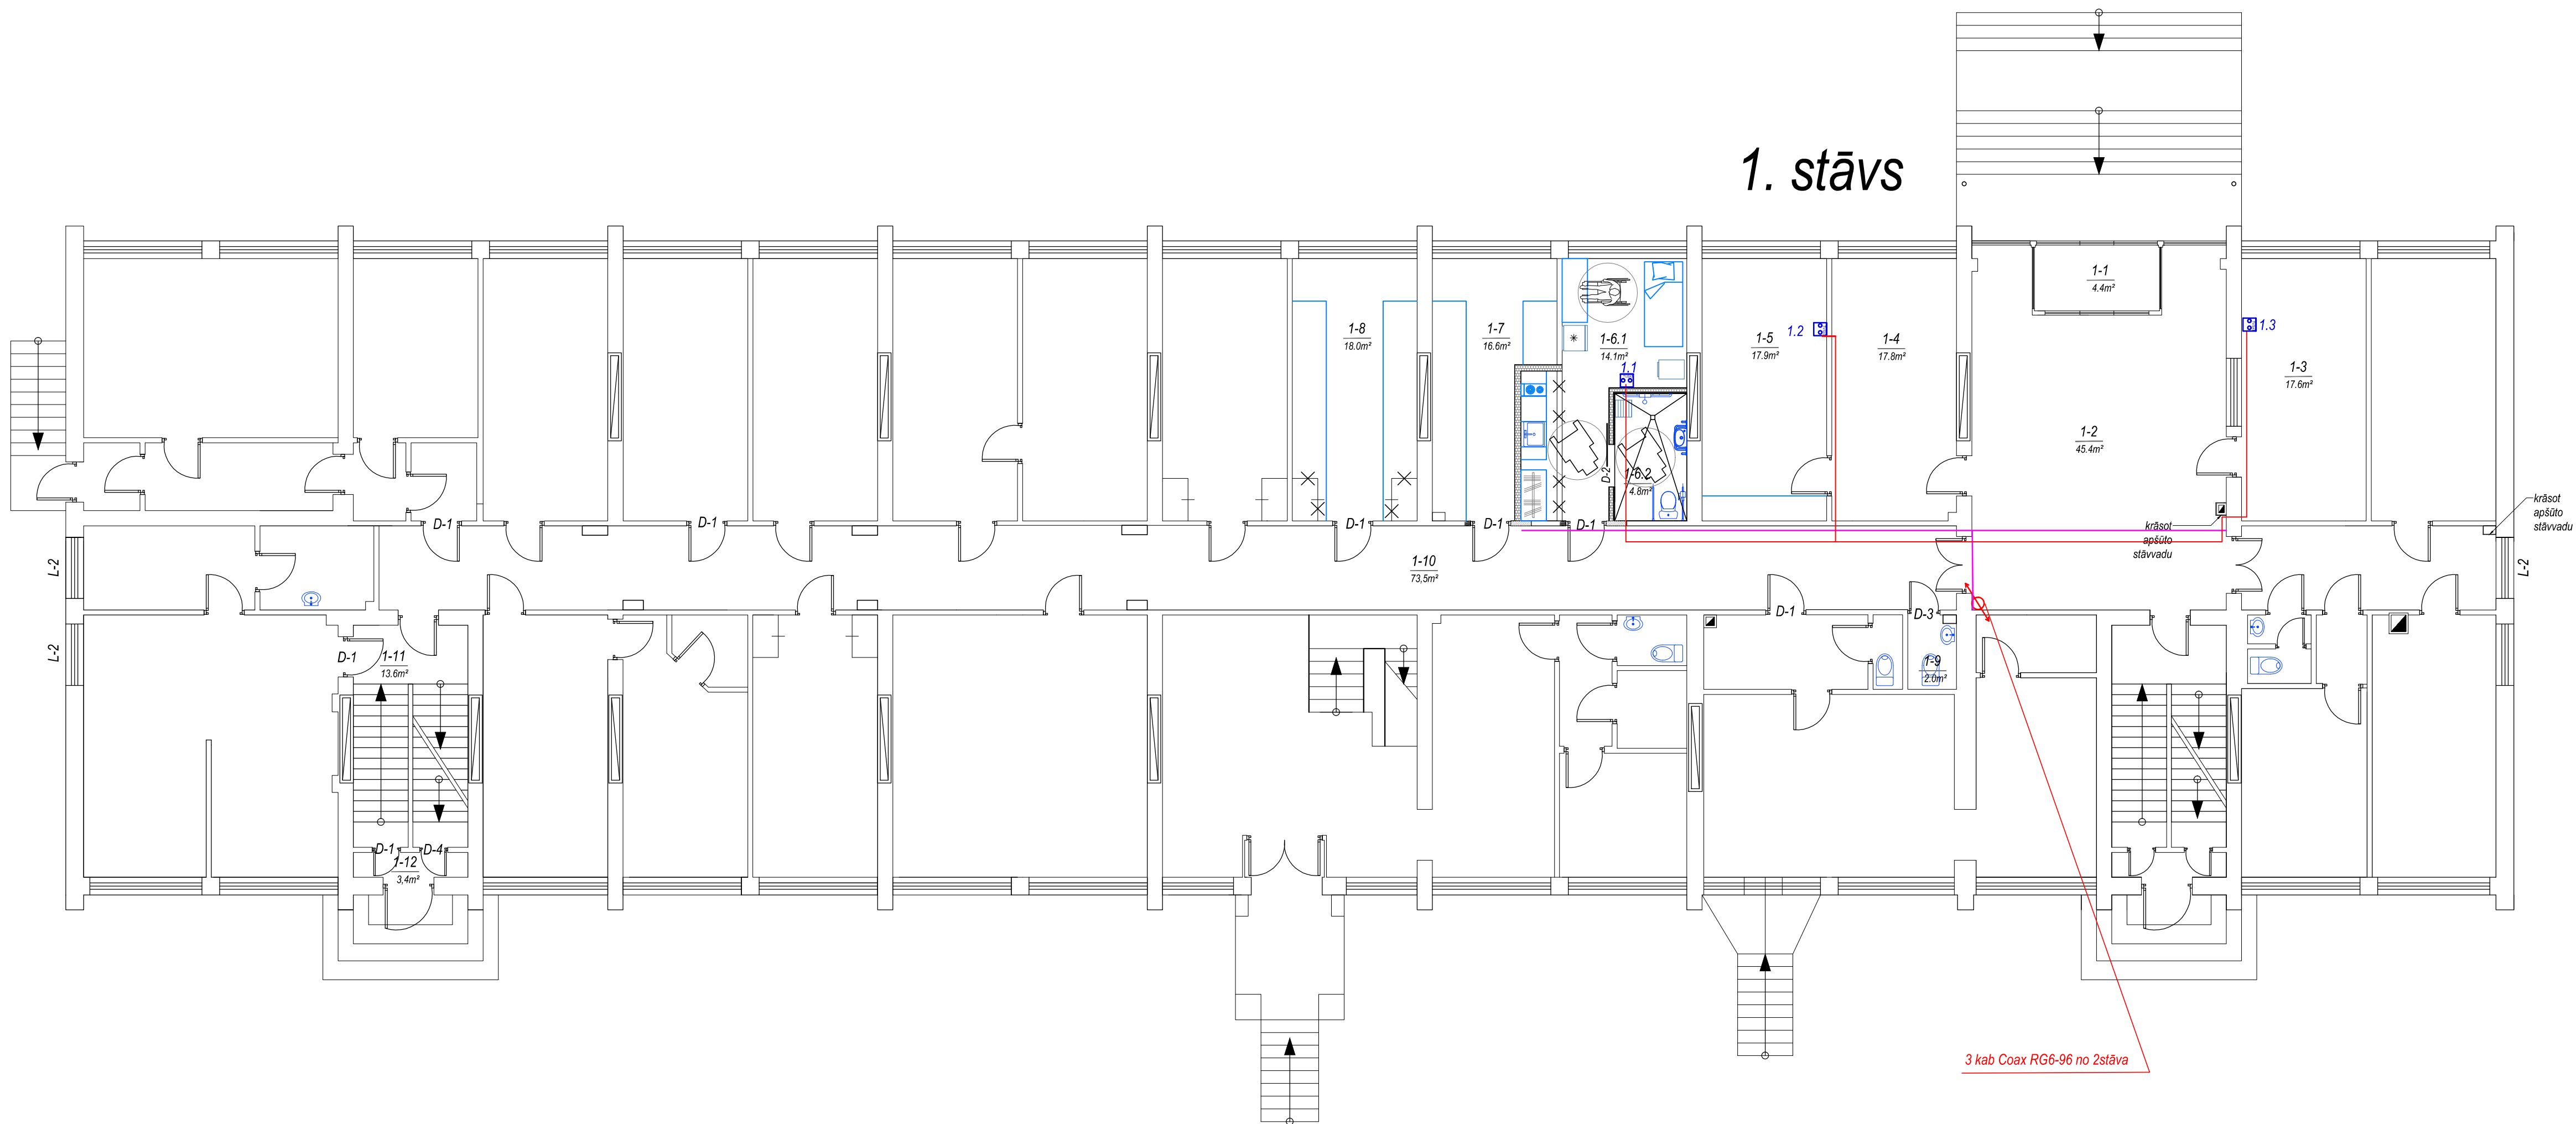 1. stāvs
1-1
4.4m²
1-8
18.0m²
1-7
16.6m²
1-6.1
14.1m²
1.1
1.2
1-5
17.9m²
1-4
17.8m²
1.3
1-3
17.6m²
1-2
45.4m²
D-2
1-6.2
4.8m²
D-1
D-1
D-1
D-1
D-1
krāsot
apšūto
stāvvadu
krāsot
apšūto
stāvvadu
L-2
1-10
73,5m²
L-2
D-1
D-3
L-2
D-1
1-11
13.6m²
1-9
2.0m²
D-1
D-4
1-12
3,4m²
3 kab Coax RG6-96 no 2stāva